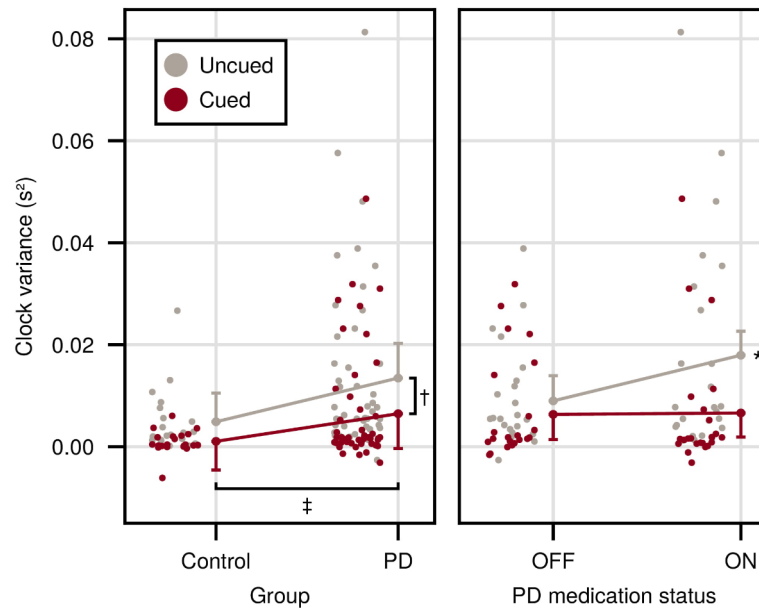 0.08
0.06
0.04
0.02
0.00
Clock variance (s²)
Uncued
Cued
†
‡
*
Control PD
Group
OFF ON
PD medication status